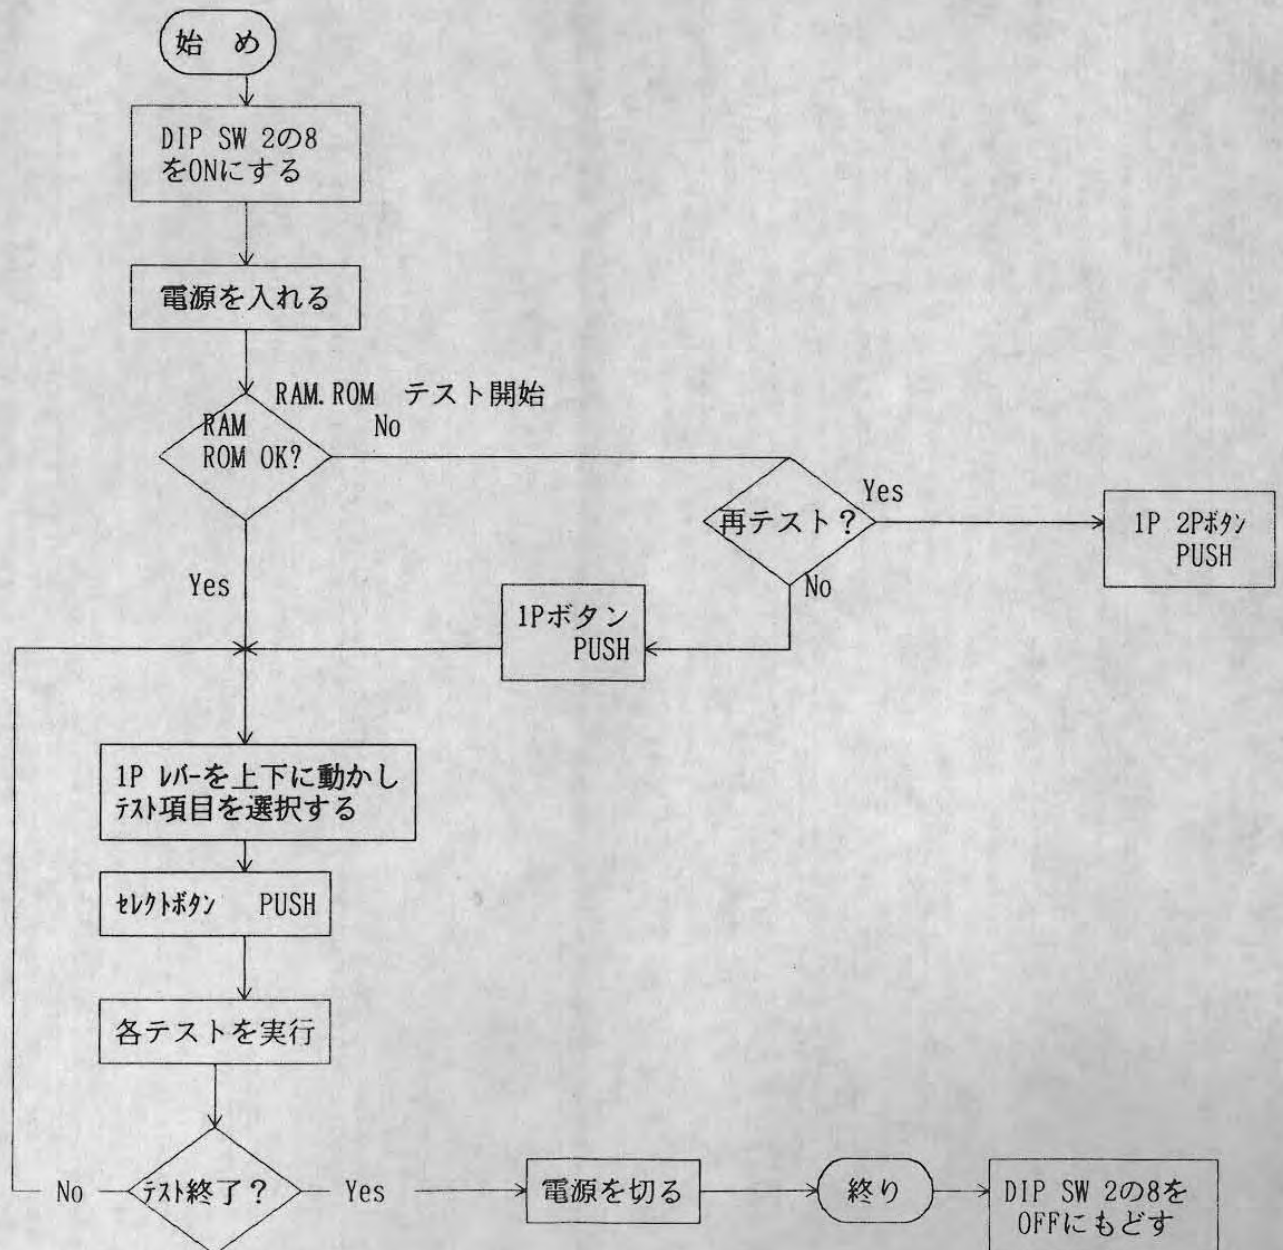 始　め
DIP SW 2の8
をONにする
電源を入れる
RAM.ROM　テスト開始
RAM
ROM OK?
No
Yes
再テスト？
Yes
1P 2Pﾎﾞﾀﾝ
PUSH
No
1Pボタン
PUSH
1P ﾚﾊﾞｰを上下に動かし
ﾃｽﾄ項目を選択する
ｾﾚｸﾄﾎﾞﾀﾝ　PUSH
各テストを実行
No
ﾃｽﾄ終了？
Yes
電源を切る
終り
DIP SW 2の8を
OFFにもどす